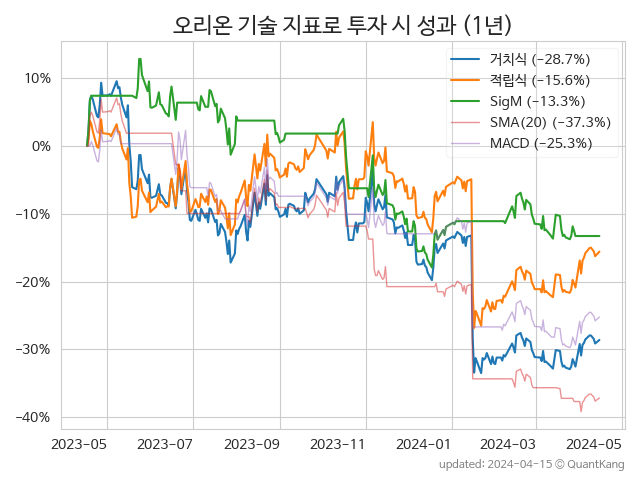 오리온 기술 지표로 투자 시 성과 (1년)
거치식 (−28.7%)
적립식 (−15.6%)
SigM (−13.3%)
SMA(20) (−37.3%)
MACD (−25.3%)
10%
0%
−10%
−20%
−30%
−40%
2023-05 2023-07 2023-09 2023-11 2024-01 2024-03 2024-05
updated: 2024-04-15 © QuantKang